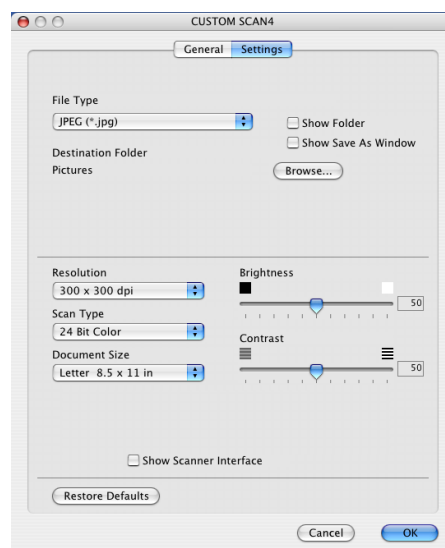 CUSTOM SCAN4
General Settings
File Type
JPEG (*.jpg)
Show Folder
Show Save As Window
Destination Folder
Pictures
Browse...
Resolution
300 x 300 dpi
Scan Type
24 Bit Color
Document Size
Letter 8.5 x 11 in
Brightness
50
Contrast
50
Show Scanner Interface
Restore Defaults
Cancel OK